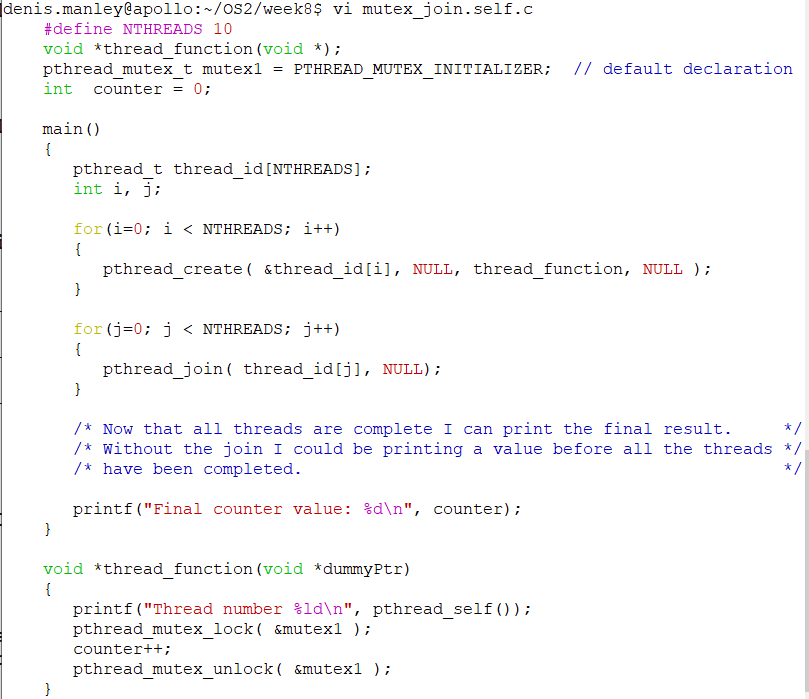 denis.manley@apollo:~/OS2/week8$ vi mutex_join.self.c
#define NTHREADS 10
void *thread_function(void *);
pthread_mutex_t mutex1 = PTHREAD_MUTEX_INITIALIZER;  // default declaration
int  counter = 0;
main()
{
pthread_t thread_id[NTHREADS];
int i, j;
for(i=0; i < NTHREADS; i++)
{
pthread_create( &thread_id[i], NULL, thread_function, NULL );
}
for(j=0; j < NTHREADS; j++)
{
pthread_join( thread_id[j], NULL);
}
/* Now that all threads are complete I can print the final result.     */
/* Without the join I could be printing a value before all the threads */
/* have been completed.                                                */
printf("Final counter value: %d\n", counter);
}
void *thread_function(void *dummyPtr)
{
printf("Thread number %ld\n", pthread_self());
pthread_mutex_lock( &mutex1 );
counter++;
pthread_mutex_unlock( &mutex1 );
}